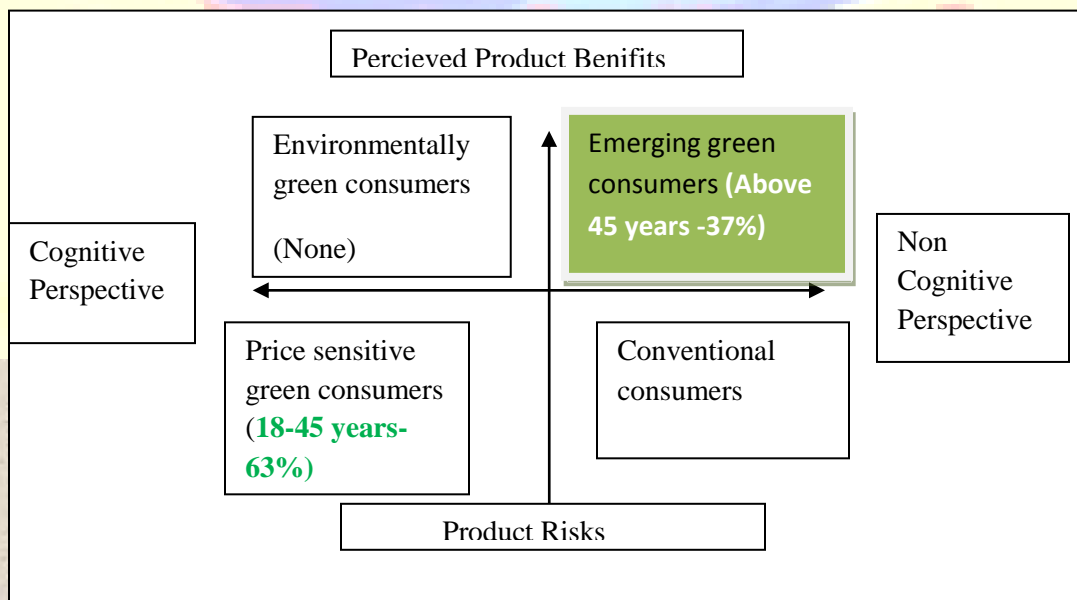 Percieved Product Benifits
Environmentally
green consumers
(None)
Emerging green
consumers (Above
45 years -37%)
Cognitive
Perspective
Non
Cognitive
Perspective
Price sensitive
green consumers
(18-45 years-
63%)
Conventional
consumers
Product Risks